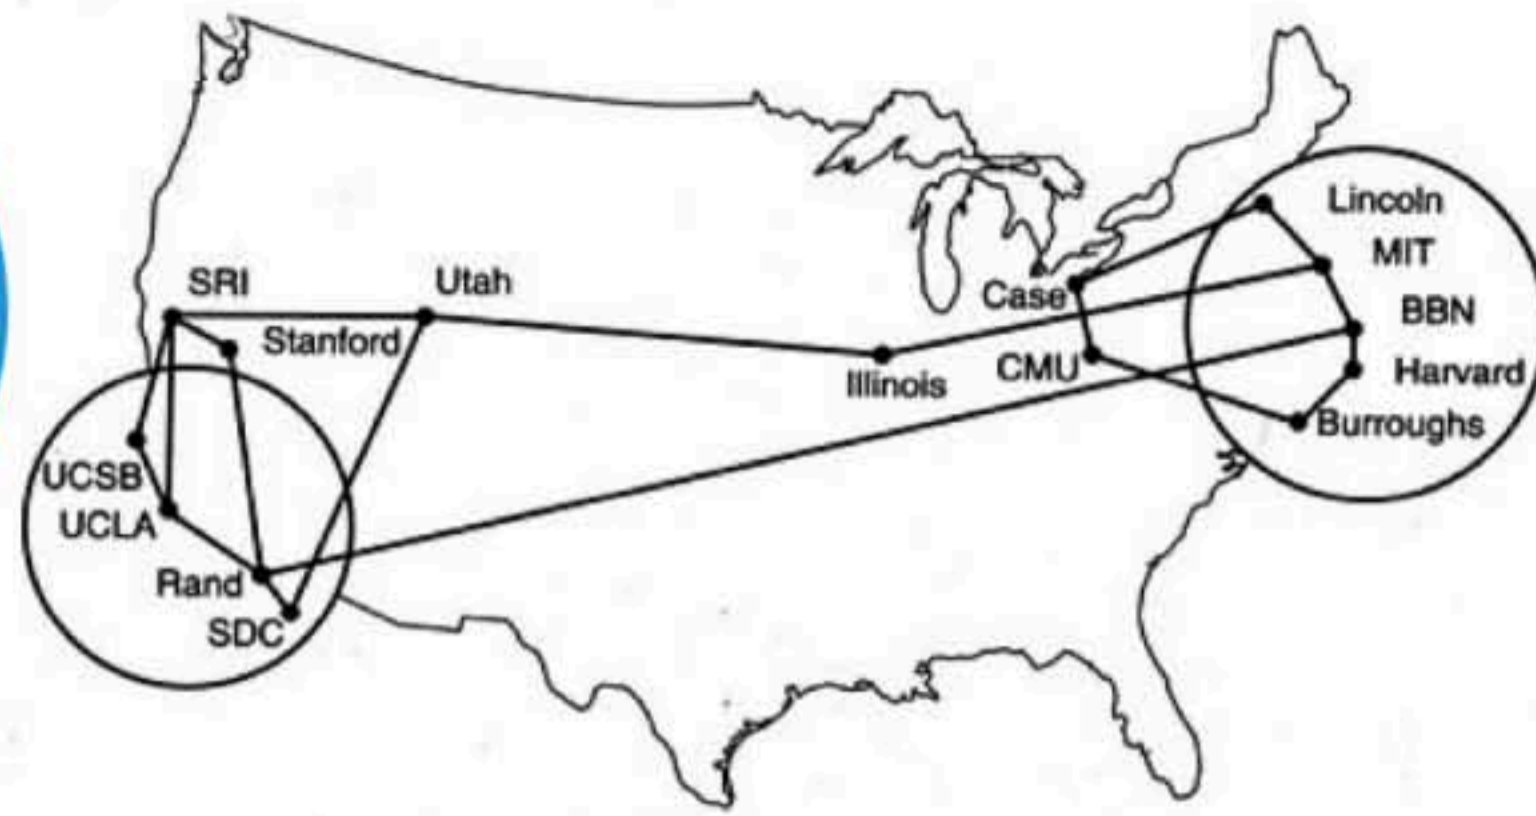 Lincoln
MIT
SRI
Utah
Case
BBN
Stanford
CMU
Illinois
Harvard
Burroughs
UCSB
UCLA
Rand
SDC